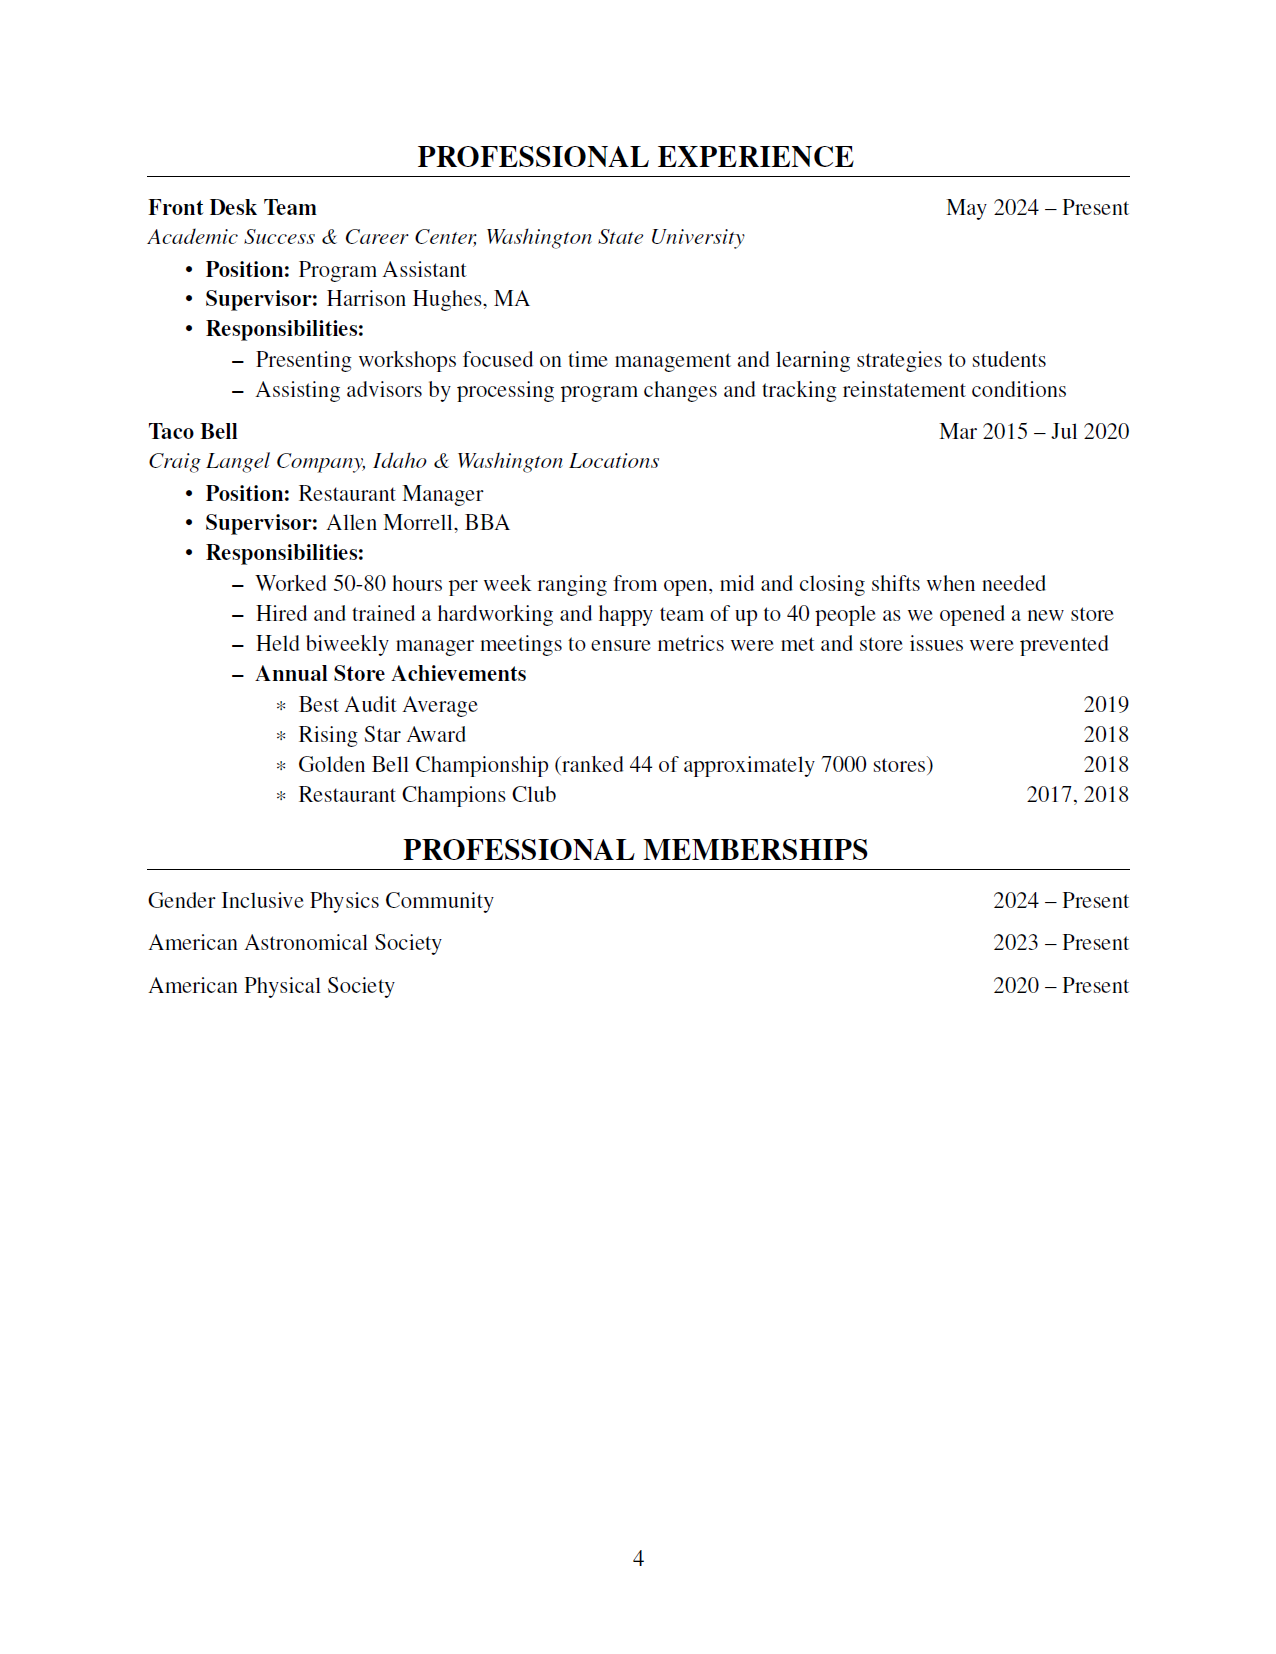 PROFESSIONAL EXPERIENCE
Front Desk Team May 2024 – Present
Academic Success & Career Center, Washington State University
• Position: Program Assistant
• Supervisor: Harrison Hughes, MA
• Responsibilities:
– Presenting workshops focused on time management and learning strategies to students
– Assisting advisors by processing program changes and tracking reinstatement conditions
Taco Bell Mar 2015 – Jul 2020
Craig Langel Company, Idaho & Washington Locations
• Position: Restaurant Manager
• Supervisor: Allen Morrell, BBA
• Responsibilities:
– Worked 50-80 hours per week ranging from open, mid and closing shifts when needed
– Hired and trained a hardworking and happy team of up to 40 people as we opened a new store
– Held biweekly manager meetings to ensure metrics were met and store issues were prevented
– Annual Store Achievements
* Best Audit Average 2019
* Rising Star Award 2018
* Golden Bell Championship (ranked 44 of approximately 7000 stores) 2018
* Restaurant Champions Club 2017, 2018
PROFESSIONAL MEMBERSHIPS
Gender Inclusive Physics Community 2024 – Present
American Astronomical Society 2023 – Present
American Physical Society 2020 – Present
4